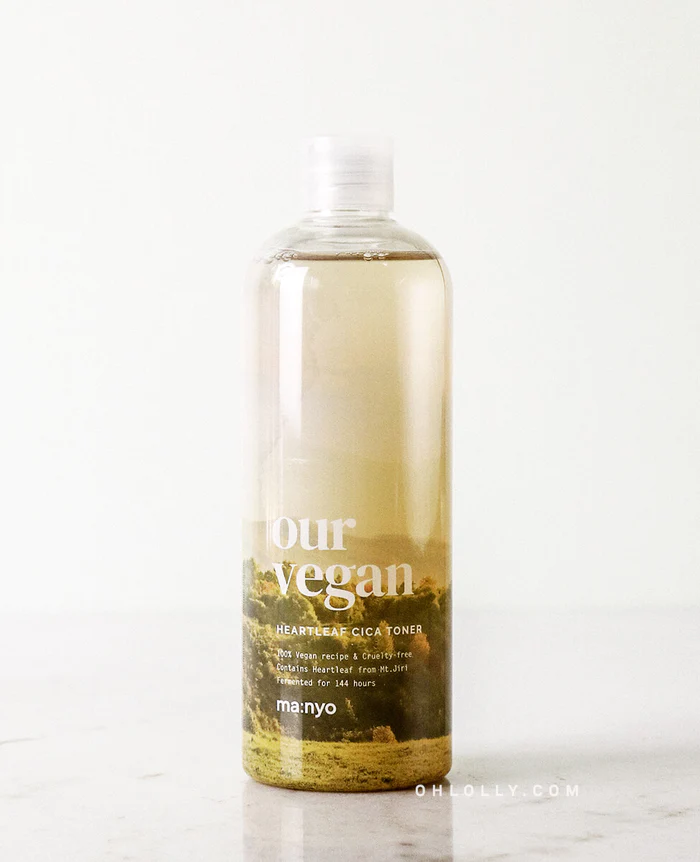 our
vegan
HEARTLEAF CICA TONER
100% Vegan recipe & Cruelty-free
Contains Heartleaf from Mt.Jiri
Fermented for 144 hours
ma:nyo
OHLOLLY.COM